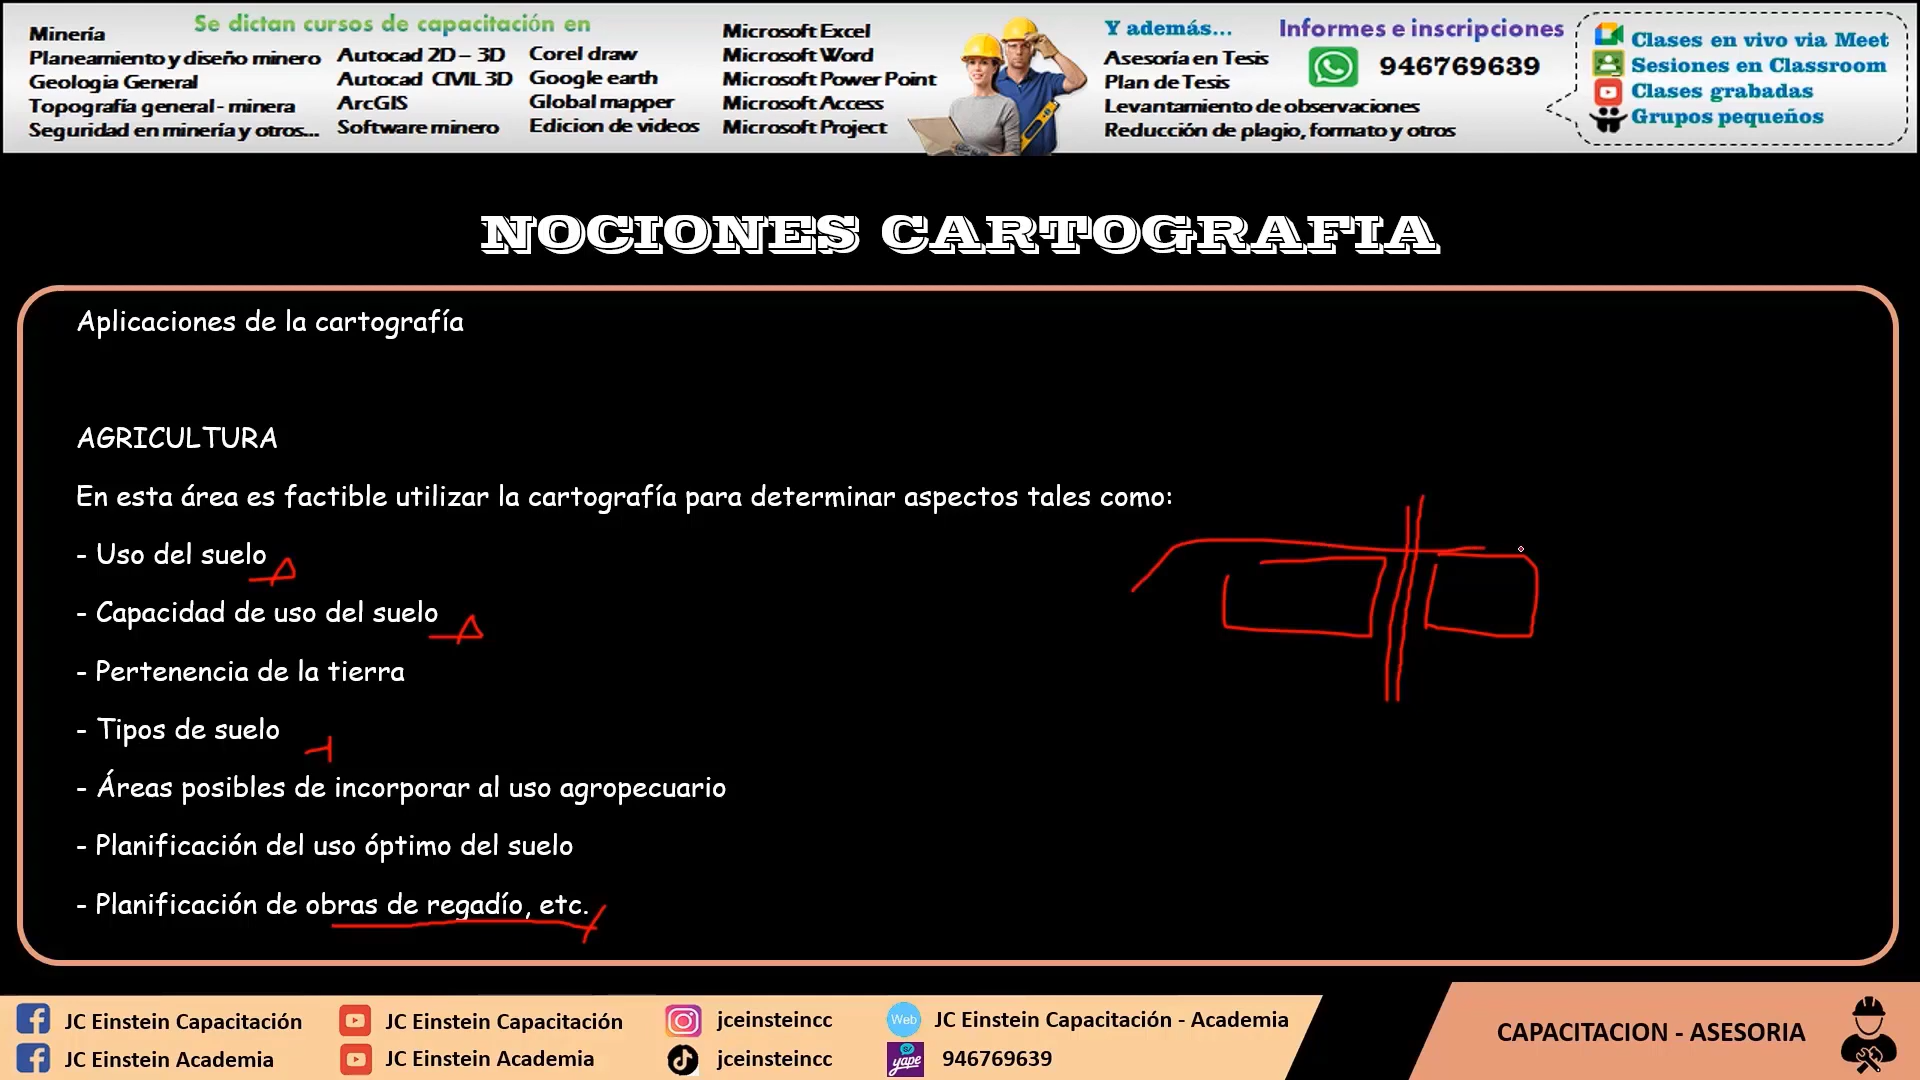 Se dictan cursos de capacitación en
Minería
Planeamiento y diseño minero
Geologia General
Topografía general - minera
Seguridad en minería y otros...
Autocad 2D – 3D
Autocad CIVIL 3D
ArcGIS
Software minero
Corel draw
Google earth
Global mapper
Edicion de videos
Microsoft Excel
Microsoft Word
Microsoft Power Point
Microsoft Access
Microsoft Project
Y además...
Asesoría en Tesis
Plan de Tesis
Levantamiento de observaciones
Reducción de plagio, formato y otros
Informes e inscripciones
946769639
Clases en vivo via Meet
Sesiones en Classroom
Clases grabadas
Grupos pequeños
NOCIONES CARTOGRAFIA
Aplicaciones de la cartografía
AGRICULTURA
En esta área es factible utilizar la cartografía para determinar aspectos tales como:
- Uso del suelo
- Capacidad de uso del suelo
- Pertenencia de la tierra
- Tipos de suelo
- Áreas posibles de incorporar al uso agropecuario
- Planificación del uso óptimo del suelo
- Planificación de obras de regadío, etc.
JC Einstein Capacitación
JC Einstein Academia
JC Einstein Capacitación
JC Einstein Academia
jceinsteincc
jceinsteincc
Web
JC Einstein Capacitación - Academia
yape
946769639
CAPACITACION - ASESORIA